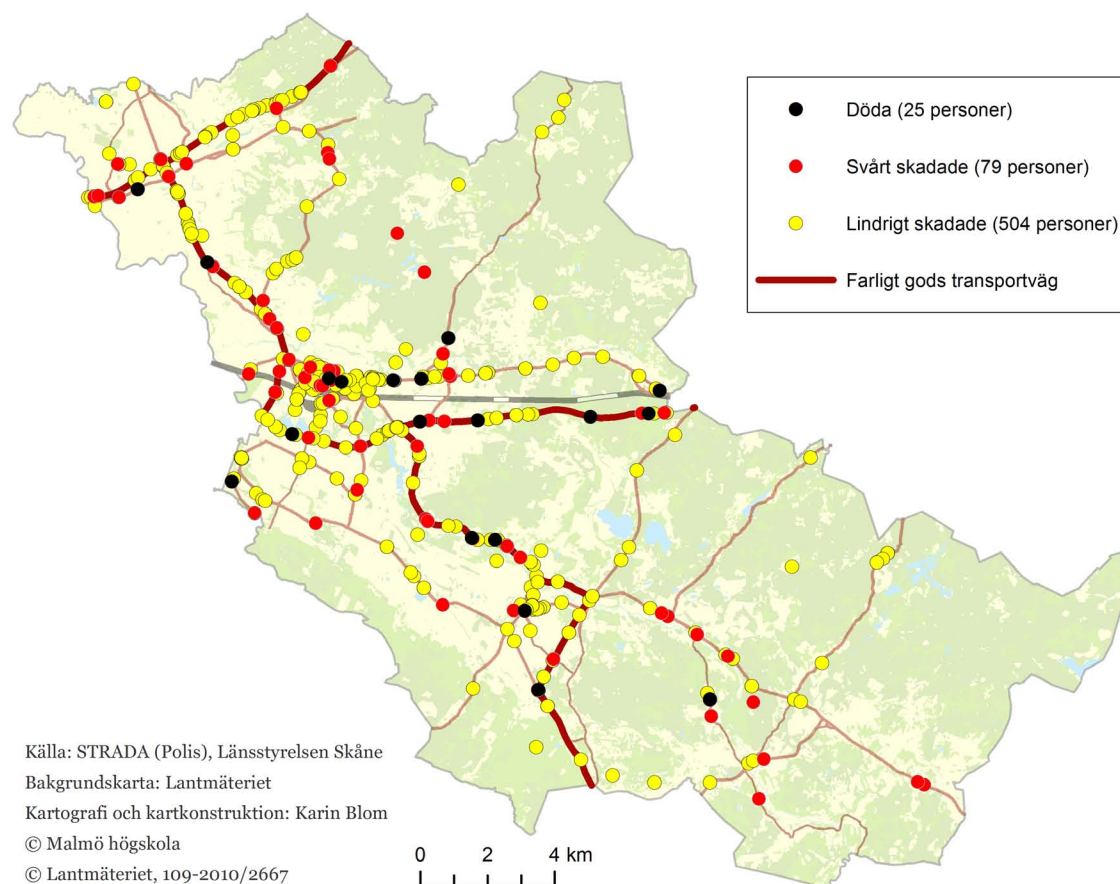 Döda (25 personer)
Svårt skadade (79 personer)
Lindrigt skadade (504 personer)
Farligt gods transportväg
Källa: STRADA (Polis), Länsstyrelsen Skåne
Bakgrundskarta: Lantmäteriet
Kartografi och kartkonstruktion: Karin Blom
© Malmö högskola
© Lantmäteriet, 109-2010/2667
0 2 4 km